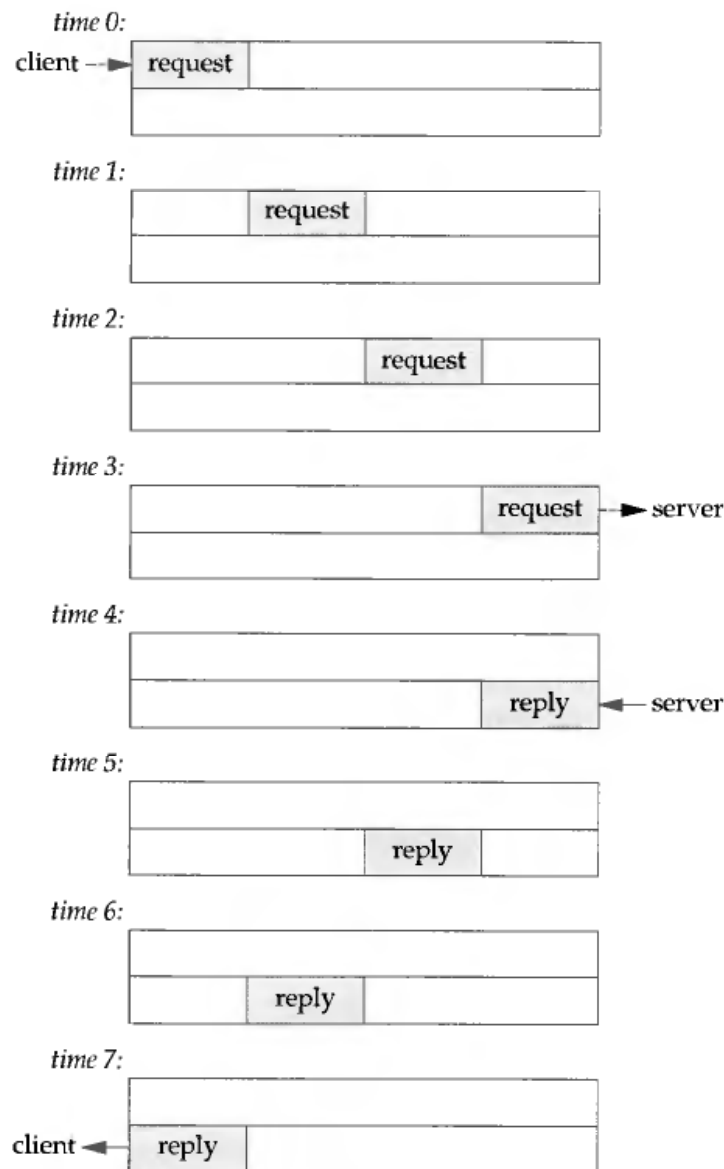 time 0:
client request
time 1:
request
time 2:
request
time 3:
request server
time 4:
reply server
time 5:
reply
time 6:
reply
time 7:
client reply